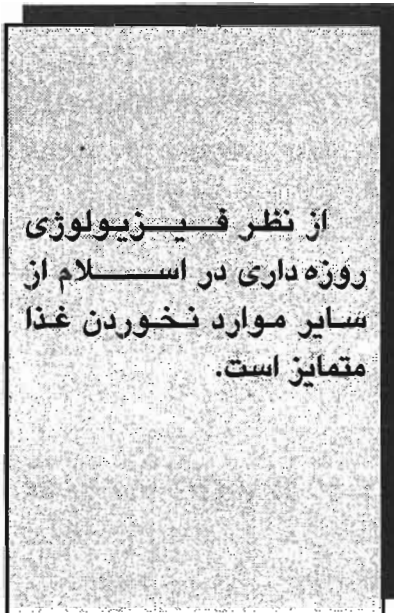 از نظر فیزیولوژی
روزه‌داری در اسلام از
سایر موارد نخوردن غذا
متمایز است.